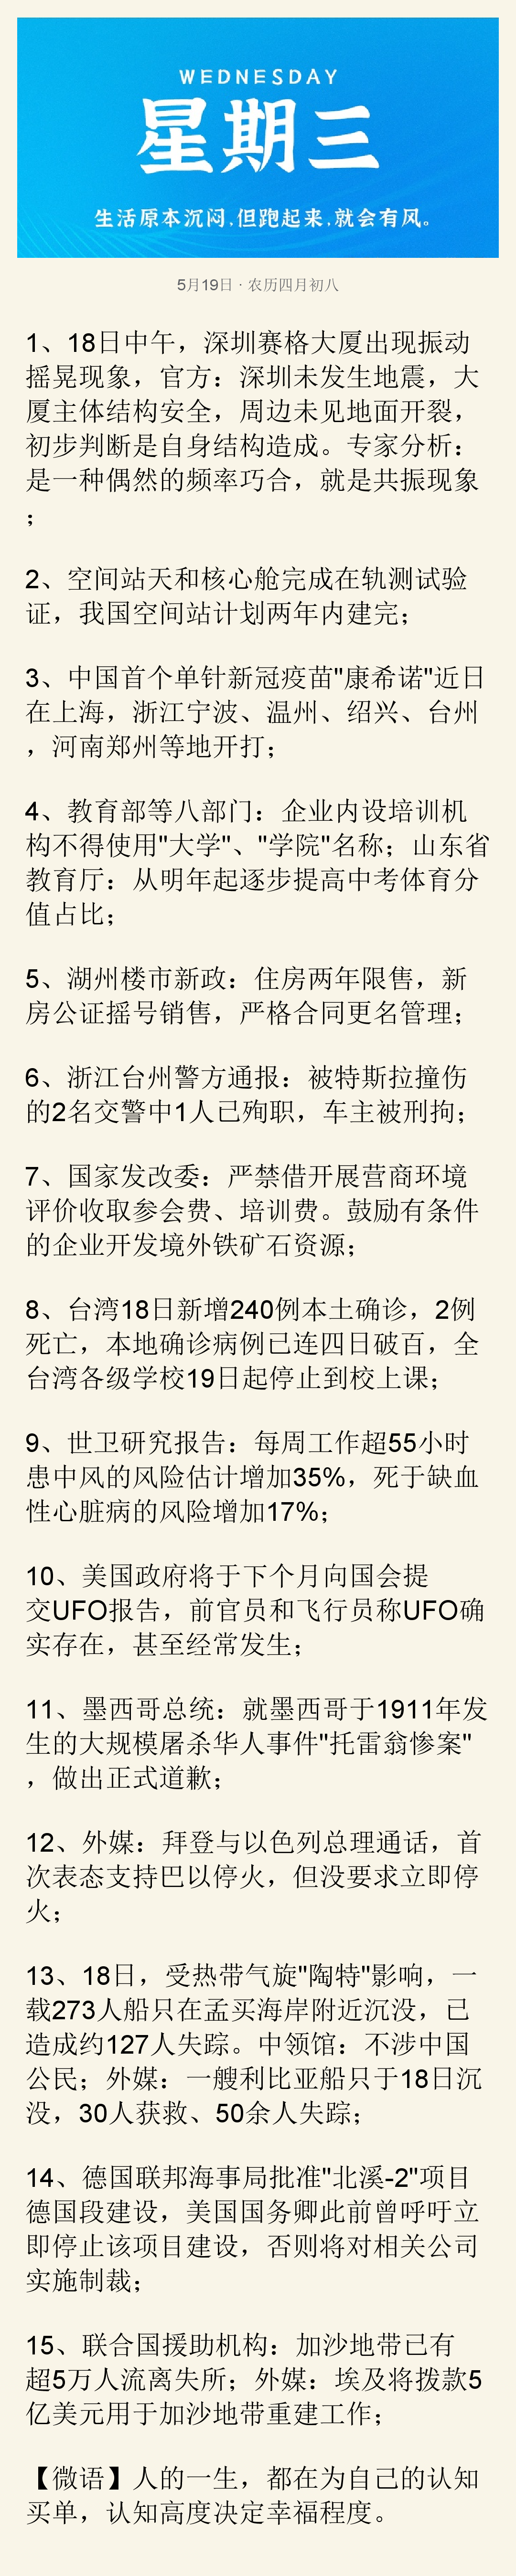 WEDNESDAY
星期三
生活原本沉闷,但跑起来,就会有风。
5月19日 · 农历四月初八
1、18日中午，深圳赛格大厦出现振动
摇晃现象，官方：深圳未发生地震，大
厦主体结构安全，周边未见地面开裂，
初步判断是自身结构造成。专家分析：
是一种偶然的频率巧合，就是共振现象
；
2、空间站天和核心舱完成在轨测试验
证，我国空间站计划两年内建完；
3、中国首个单针新冠疫苗"康希诺"近日
在上海，浙江宁波、温州、绍兴、台州
，河南郑州等地开打；
4、教育部等八部门：企业内设培训机
构不得使用"大学"、"学院"名称；山东省
教育厅：从明年起逐步提高中考体育分
值占比；
5、湖州楼市新政：住房两年限售，新
房公证摇号销售，严格合同更名管理；
6、浙江台州警方通报：被特斯拉撞伤
的2名交警中1人已殉职，车主被刑拘；
7、国家发改委：严禁借开展营商环境
评价收取参会费、培训费。鼓励有条件
的企业开发境外铁矿石资源；
8、台湾18日新增240例本土确诊，2例
死亡，本地确诊病例已连四日破百，全
台湾各级学校19日起停止到校上课；
9、世卫研究报告：每周工作超55小时
患中风的风险估计增加35%，死于缺血
性心脏病的风险增加17%；
10、美国政府将于下个月向国会提
交UFO报告，前官员和飞行员称UFO确
实存在，甚至经常发生；
11、墨西哥总统：就墨西哥于1911年发
生的大规模屠杀华人事件"托雷翁惨案"
，做出正式道歉；
12、外媒：拜登与以色列总理通话，首
次表态支持巴以停火，但没要求立即停
火；
13、18日，受热带气旋"陶特"影响，一
载273人船只在孟买海岸附近沉没，已
造成约127人失踪。中领馆：不涉中国
公民；外媒：一艘利比亚船只于18日沉
没，30人获救、50余人失踪；
14、德国联邦海事局批准"北溪-2"项目
德国段建设，美国国务卿此前曾呼吁立
即停止该项目建设，否则将对相关公司
实施制裁；
15、联合国援助机构：加沙地带已有
超5万人流离失所；外媒：埃及将拨款5
亿美元用于加沙地带重建工作；
【微语】人的一生，都在为自己的认知
买单，认知高度决定幸福程度。